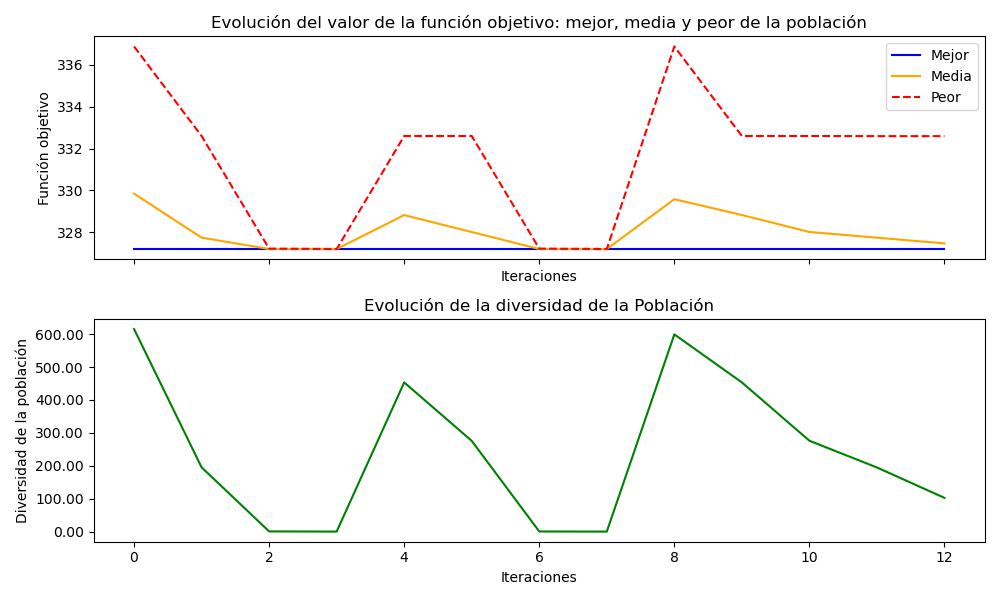 Evolución del valor de la función objetivo: mejor, media y peor de la población
Función objetivo
336
334
332
330
328
Mejor
Media
Peor
Iteraciones
Evolución de la diversidad de la Población
Diversidad de la población
600.00
500.00
400.00
300.00
200.00
100.00
0.00
0 2 4 6 8 10 12
Iteraciones